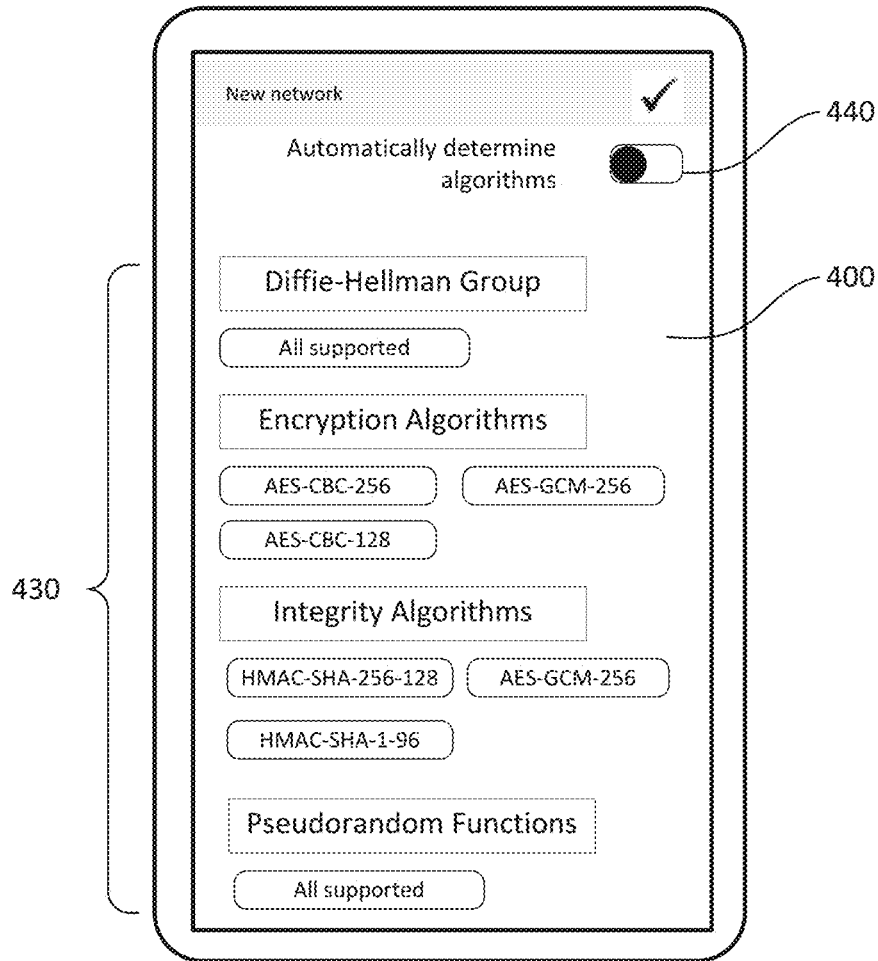 New network
Automatically determine
algorithms
440
400
Diffie-Hellman Group
All supported
Encryption Algorithms
AES-CBC-256
AES-GCM-256
AES-CBC-128
430
Integrity Algorithms
HMAC-SHA-256-128
AES-GCM-256
HMAC-SHA-1-96
Pseudorandom Functions
All supported